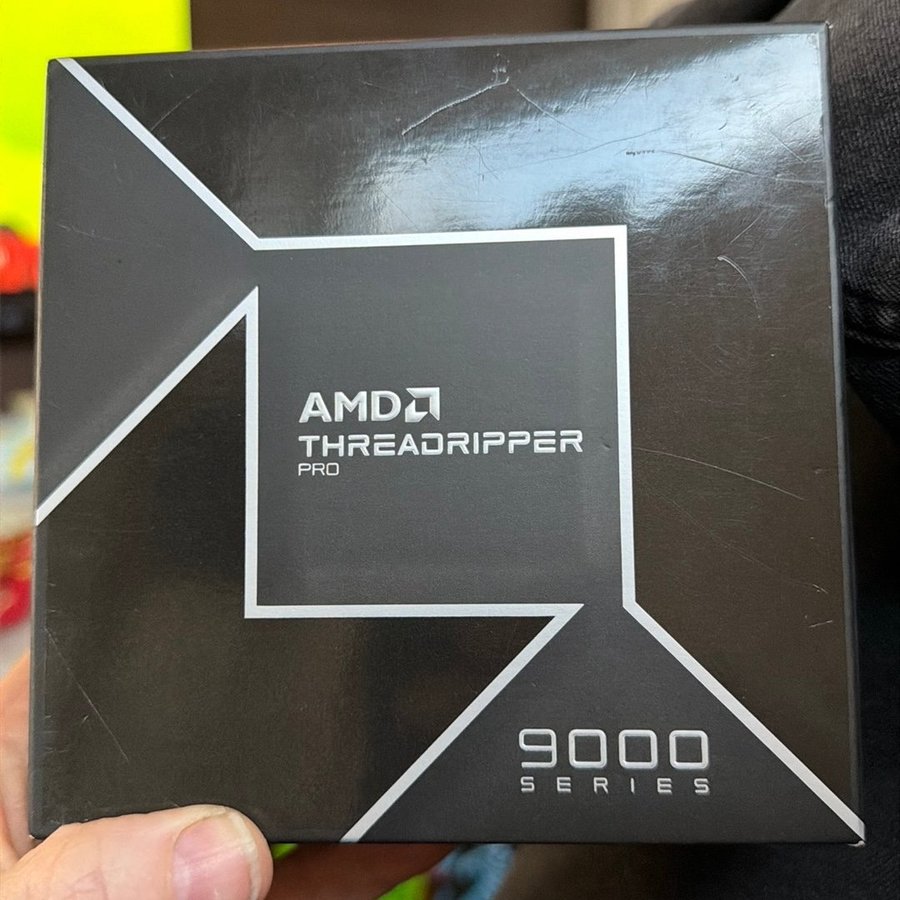 AMD
THREADRIPPER
PRO
9000
SERIES